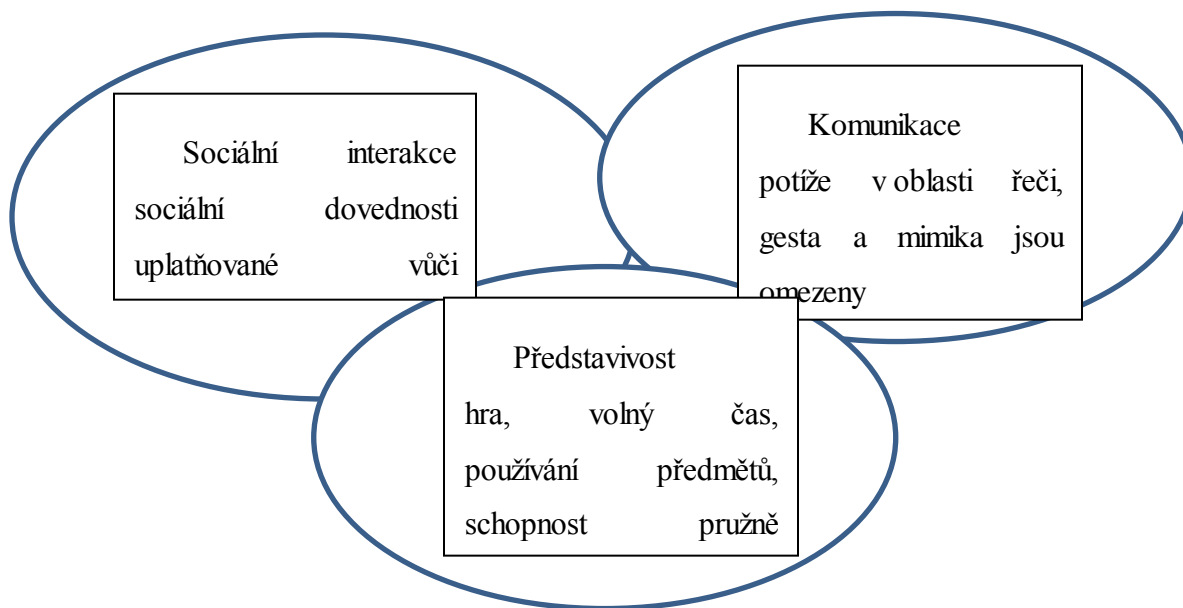 Sociální interakce
sociální dovednosti
uplatňované vůči
Komunikace
potíže v oblasti řeči,
gesta a mimika jsou
omezeny
Představivost
hra, volný čas,
používání předmětů,
schopnost pružně